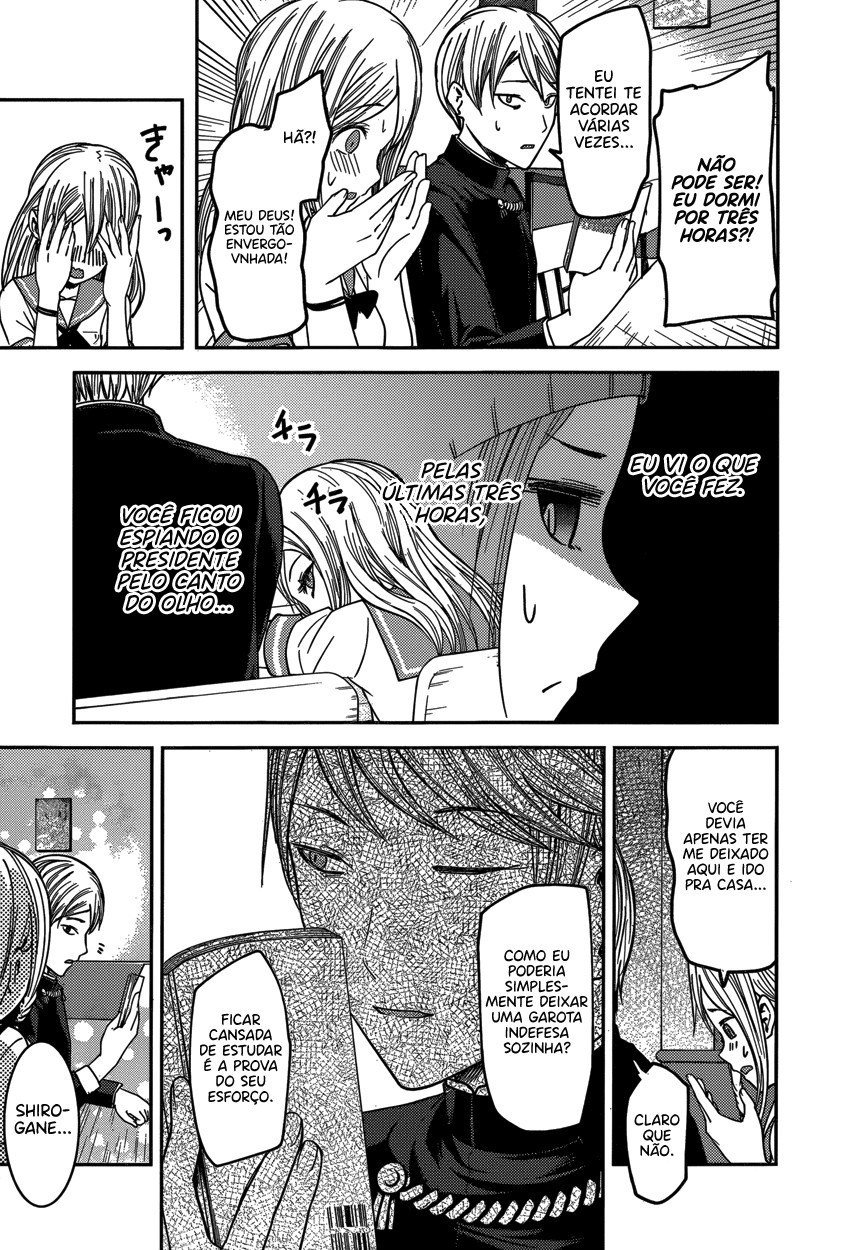 NÃO
PODE SER!
EU DORMI
POR TRÊS
HORAS?!
EU
TENTEI TE
ACORDAR
VÁRIAS
VEZES...
HÃ?!
MEU DEUS!
ESTOU TÃO
ENVERGO-
VNHADA!
きゃーっ
EU VI O QUE
VOCÊ FEZ.
PELAS
ÚLTIMAS TRÊS
HORAS,
チラ
チラ
VOCÊ FICOU
ESPIANDO O
PRESIDENTE
PELO CANTO
DO OLHO...
VOCÊ
DEVIA
APENAS TER
ME DEIXADO
AQUI E IDO
PRA CASA...
CLARO
QUE
NÃO.
COMO EU
PODERIA
SIMPLES-
MENTE DEIXAR
UMA GAROTA
INDEFESA
SOZINHA?
FICAR
CANSADA
DE ESTUDAR
É A PROVA
DO SEU
ESFORÇO.
SHIRO-
GANE...